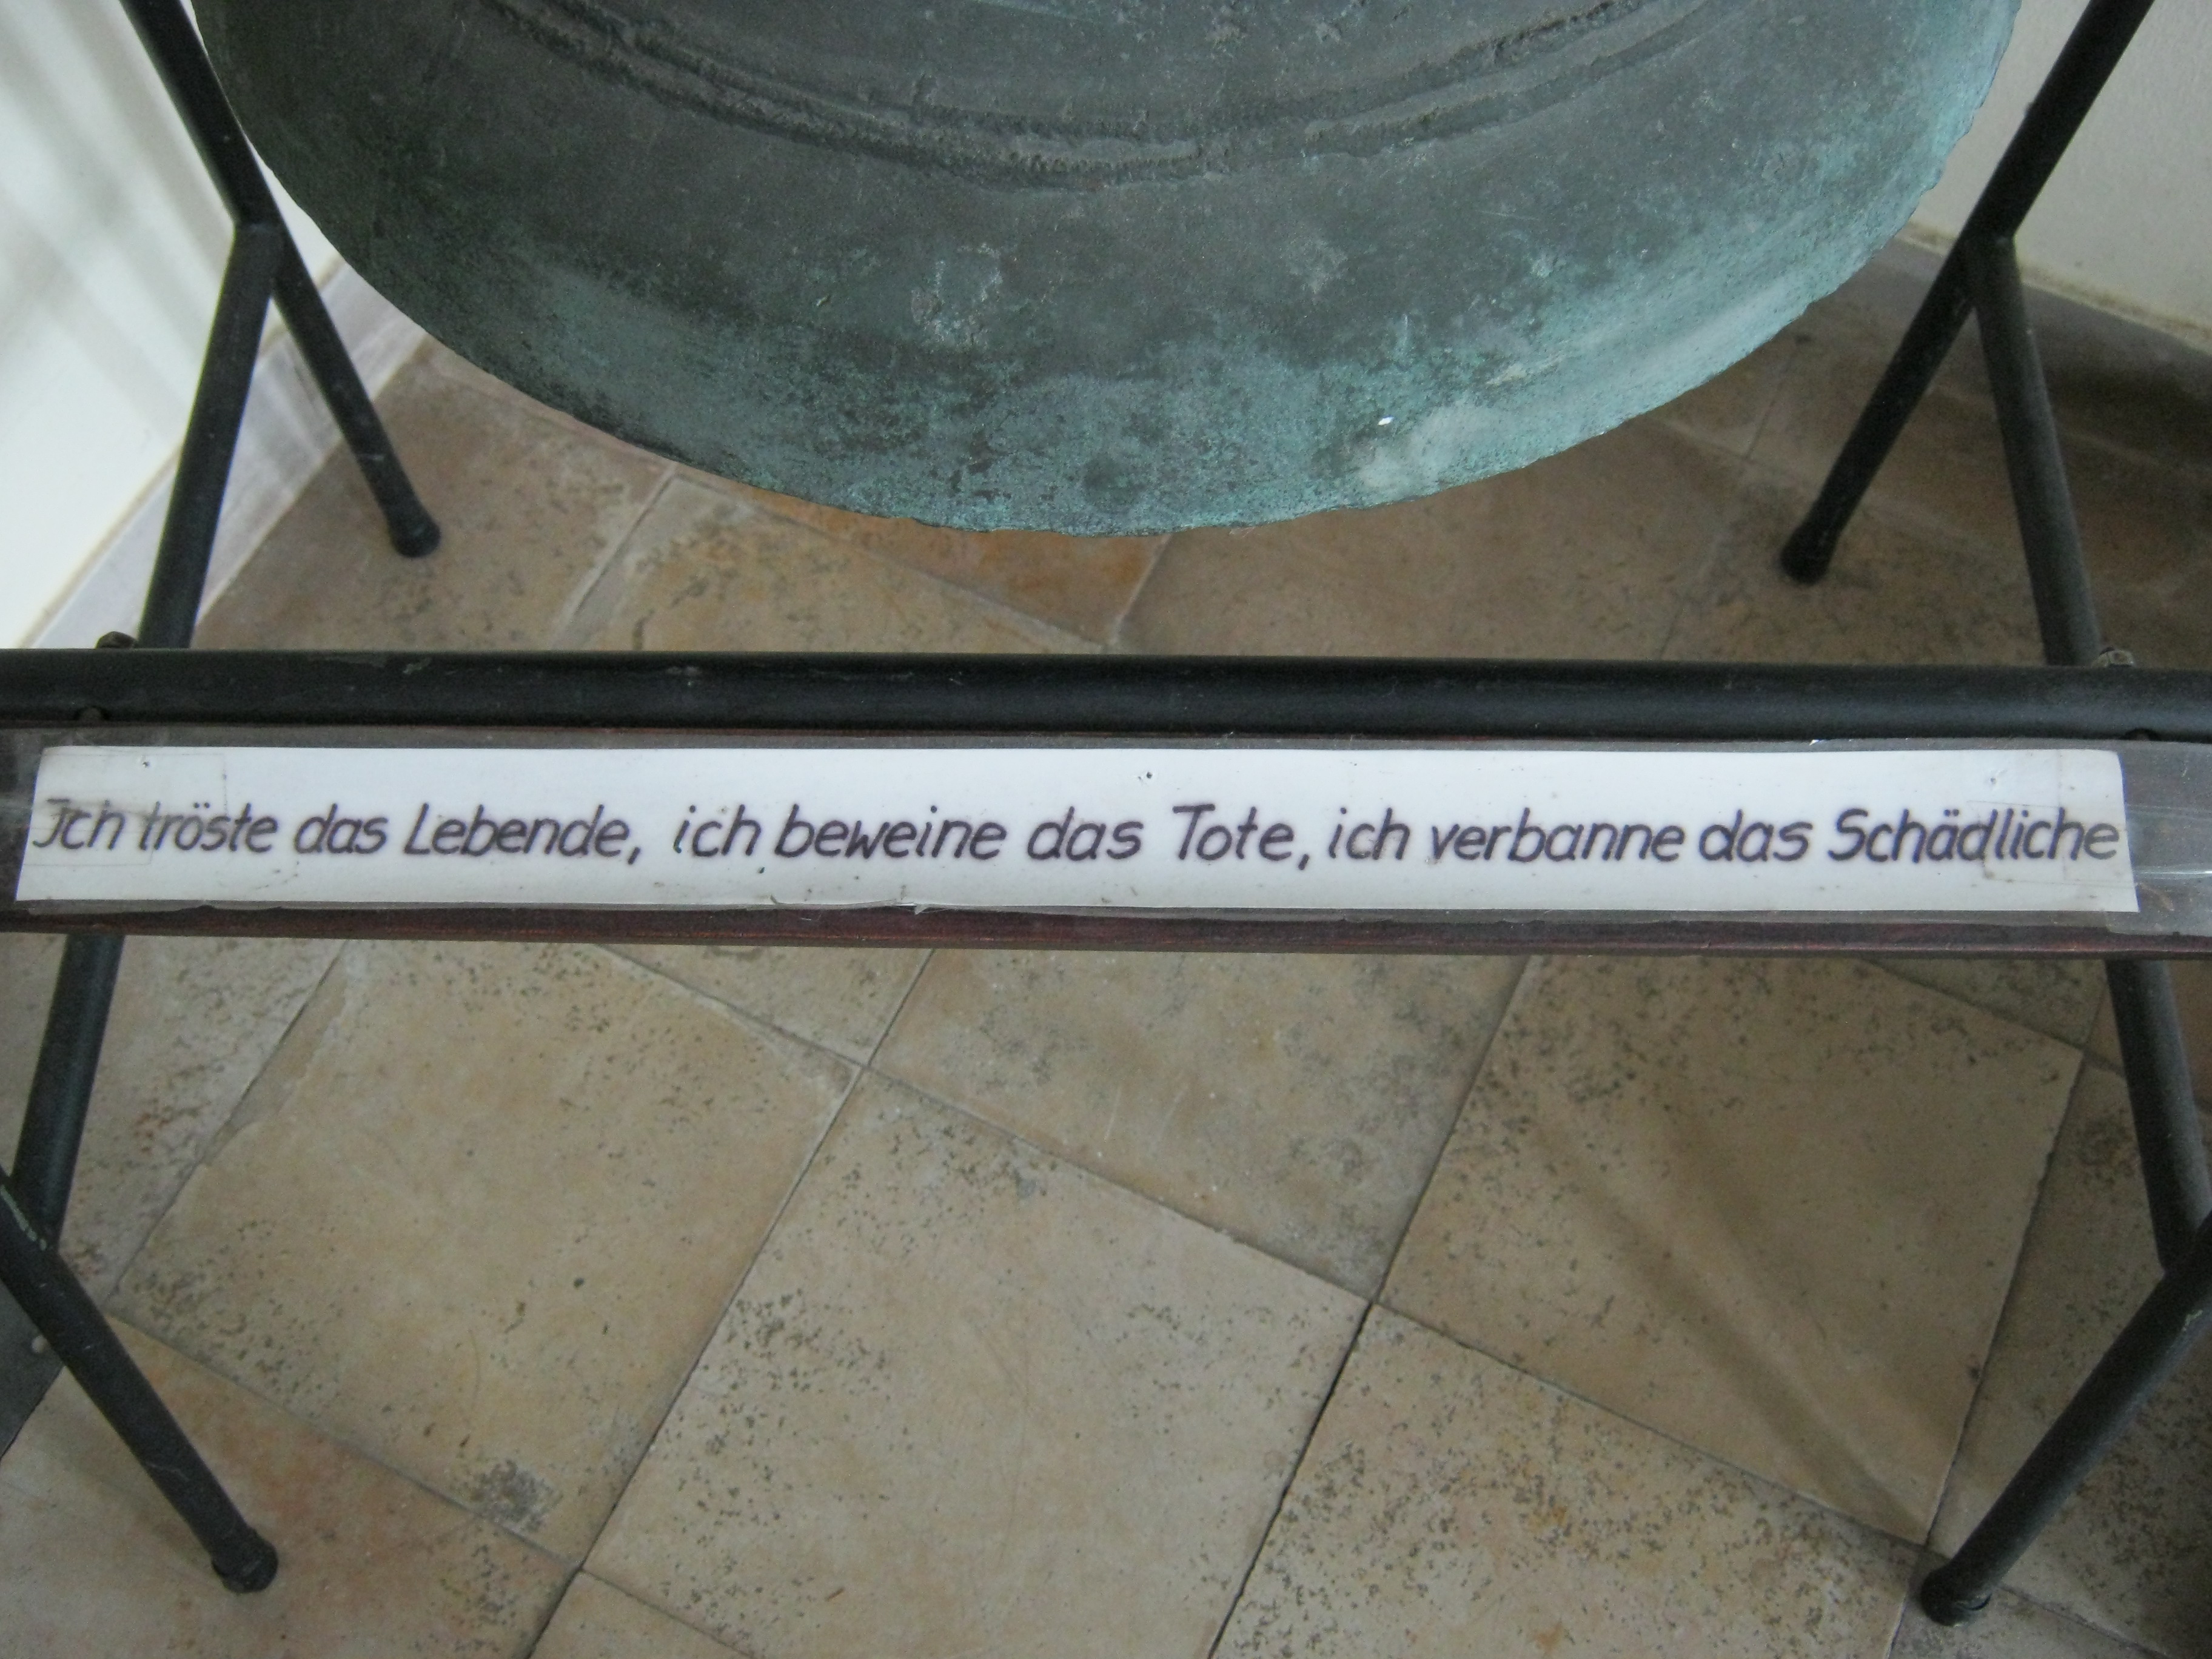 Ich tröste das Lebende, ich beweine das Tote, ich verbanne das Schädliche